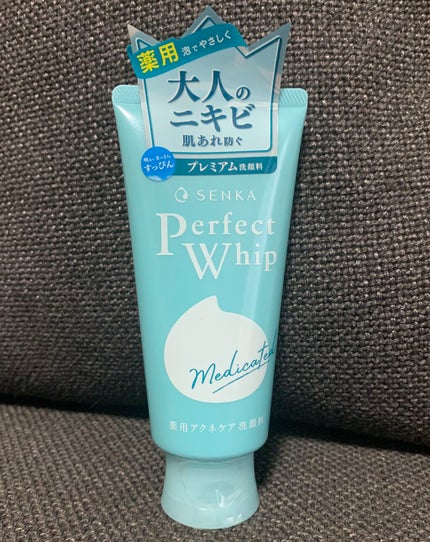 薬用 泡でやさしく
大人の
ニキビ
肌あれ防ぐ
すっぴん
プレミアム洗顔料
SENKA
Perfect
Whip
Medicated
薬用アクネケア 洗顔料